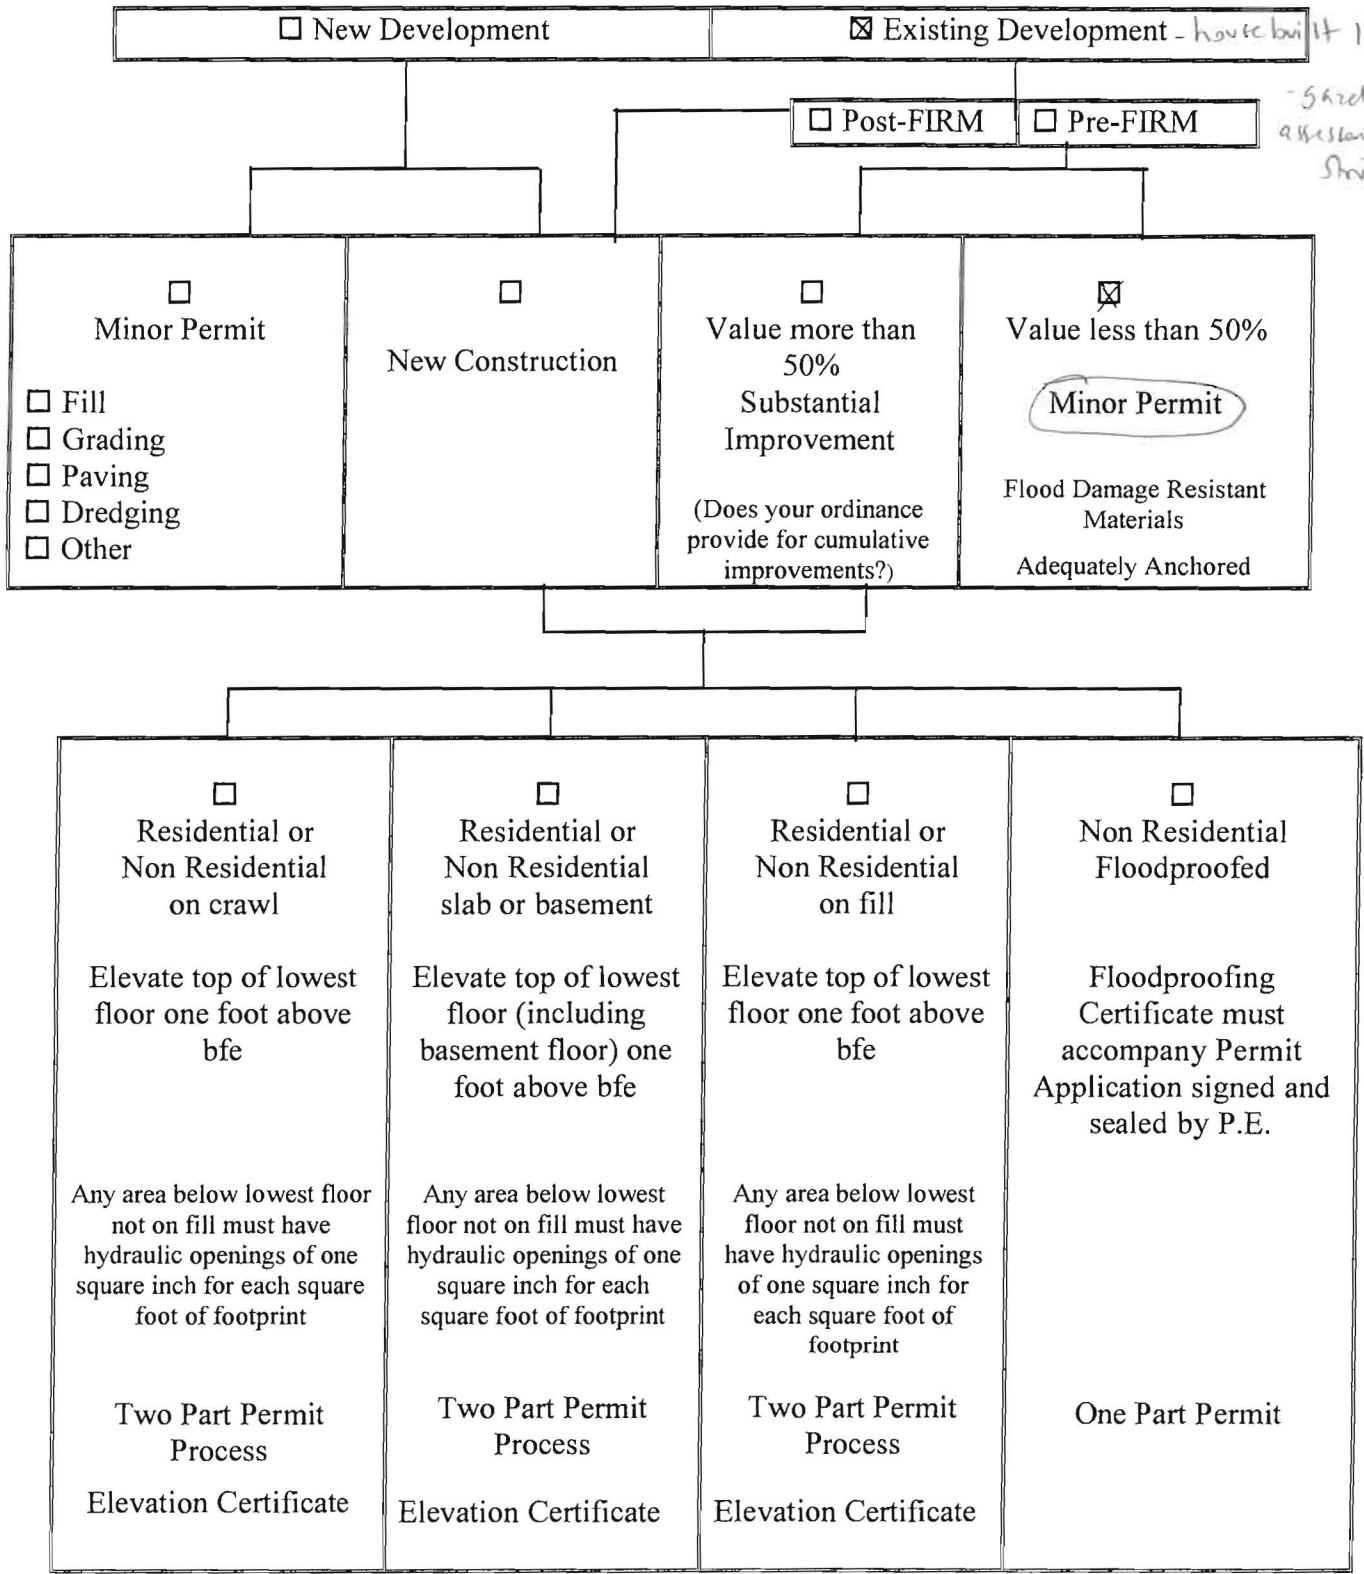 ☐ New Development
☒ Existing Development - house built
☐ Post-FIRM
☐ Pre-FIRM
☐
Minor Permit
☐ Fill
☐ Grading
☐ Paving
☐ Dredging
☐ Other
☐
New Construction
☐
Value more than
50%
Substantial
Improvement
(Does your ordinance
provide for cumulative
improvements?)
☒
Value less than 50%
Minor Permit
Flood Damage Resistant
Materials
Adequately Anchored
☐
Residential or
Non Residential
on crawl
Elevate top of lowest
floor one foot above
bfe
Any area below lowest floor
not on fill must have
hydraulic openings of one
square inch for each square
foot of footprint
Two Part Permit
Process
Elevation Certificate
☐
Residential or
Non Residential
slab or basement
Elevate top of lowest
floor (including
basement floor) one
foot above bfe
Any area below lowest
floor not on fill must have
hydraulic openings of one
square inch for each
square foot of footprint
Two Part Permit
Process
Elevation Certificate
☐
Residential or
Non Residential
on fill
Elevate top of lowest
floor one foot above
bfe
Any area below lowest
floor not on fill must
have hydraulic openings
of one square inch for
each square foot of
footprint
Two Part Permit
Process
Elevation Certificate
☐
Non Residential
Floodproofed
Floodproofing
Certificate must
accompany Permit
Application signed and
sealed by P.E.
One Part Permit